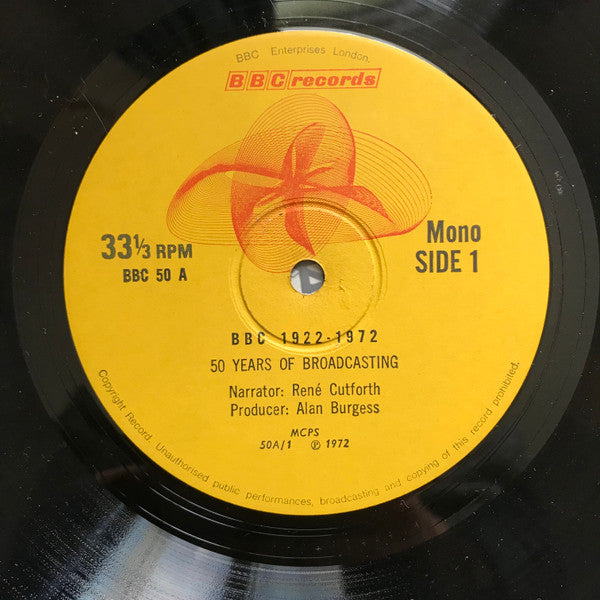 BBC Enterprises London.
BBC records
33⅓ RPM
BBC 50 A
Mono
SIDE 1
BBC 1922-1972
50 YEARS OF BROADCASTING
Narrator: René Cutforth
Producer: Alan Burgess
MCPS
50A/1 ℗ 1972
Copyright Record. Unauthorised public performances, broadcasting and copying of this record prohibited.